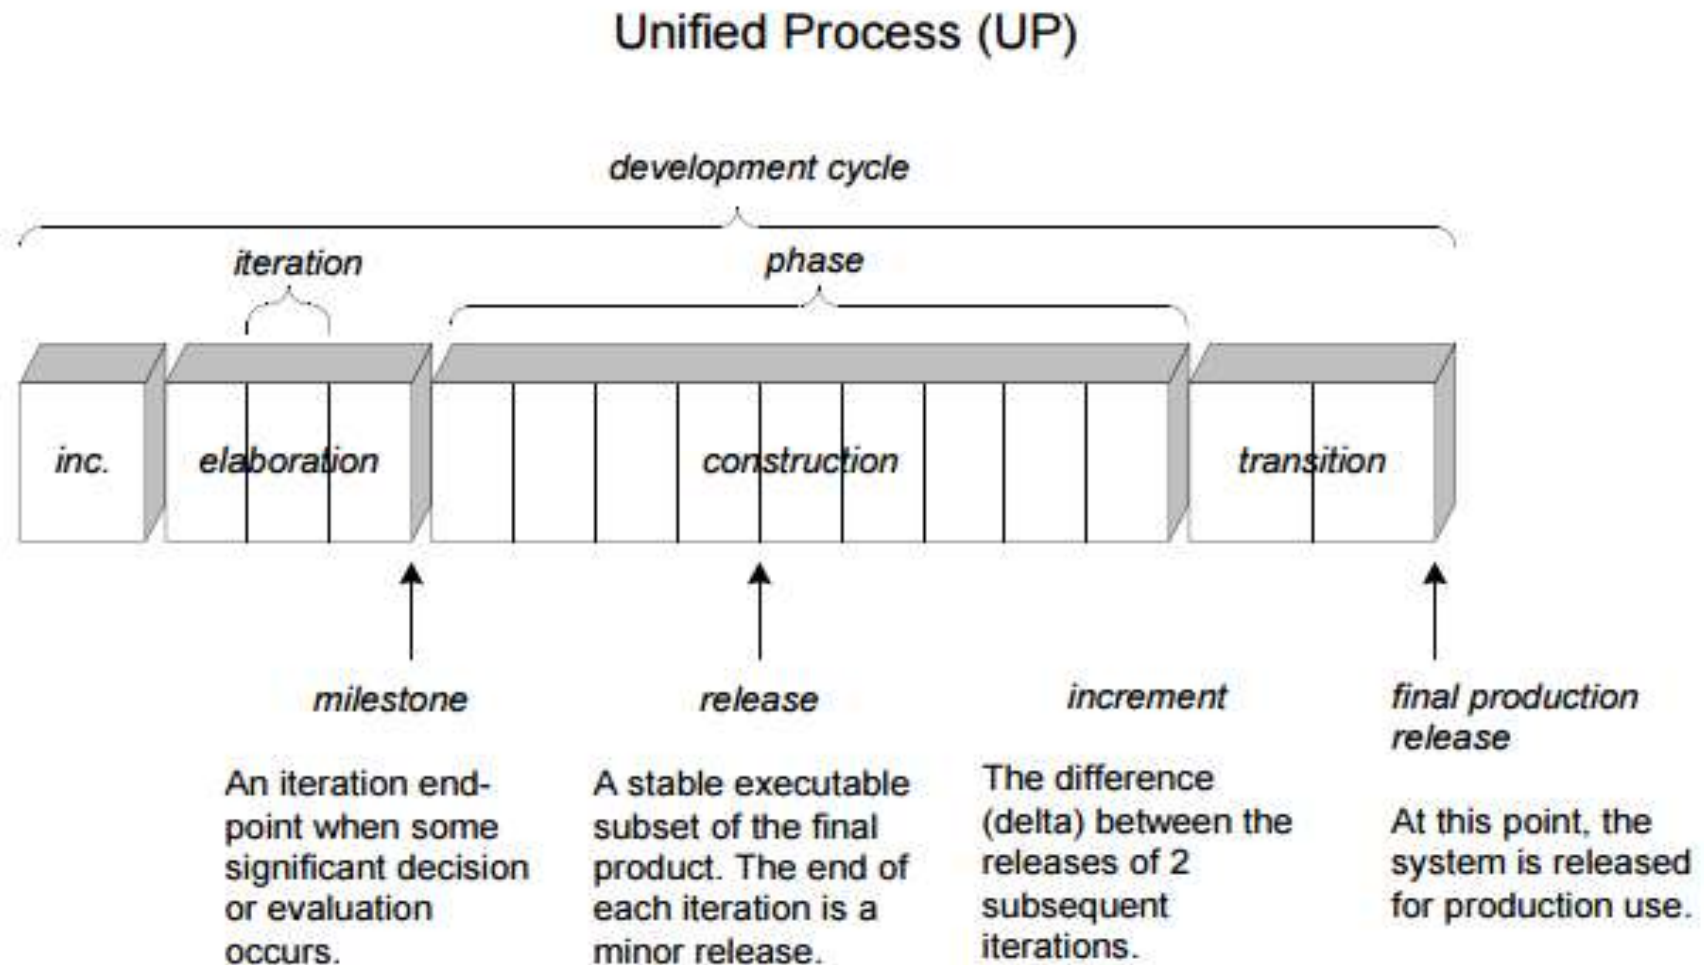 Unified Process (UP)
development cycle
iteration
phase
inc.
elaboration
construction
transition
milestone
An iteration end-
point when some
significant decision
or evaluation
occurs.
release
A stable executable
subset of the final
product. The end of
each iteration is a
minor release.
increment
The difference
(delta) between the
releases of 2
subsequent
iterations.
final production
release
At this point, the
system is released
for production use.